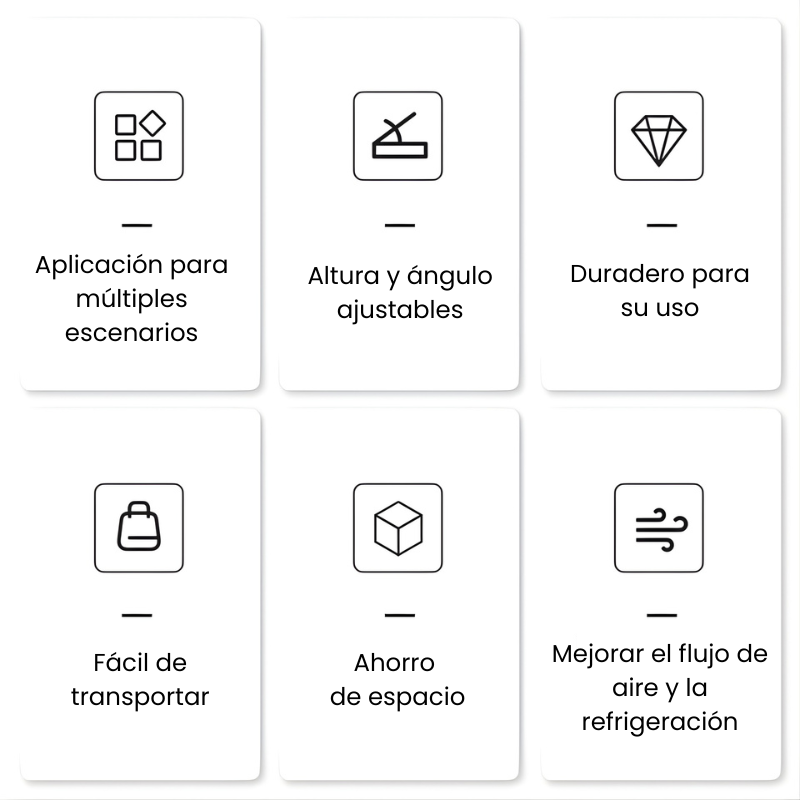 Aplicación para
múltiples
escenarios
Altura y ángulo
ajustables
Duradero para
su uso
Fácil de
transportar
Ahorro
de espacio
Mejorar el flujo de
aire y la
refrigeración